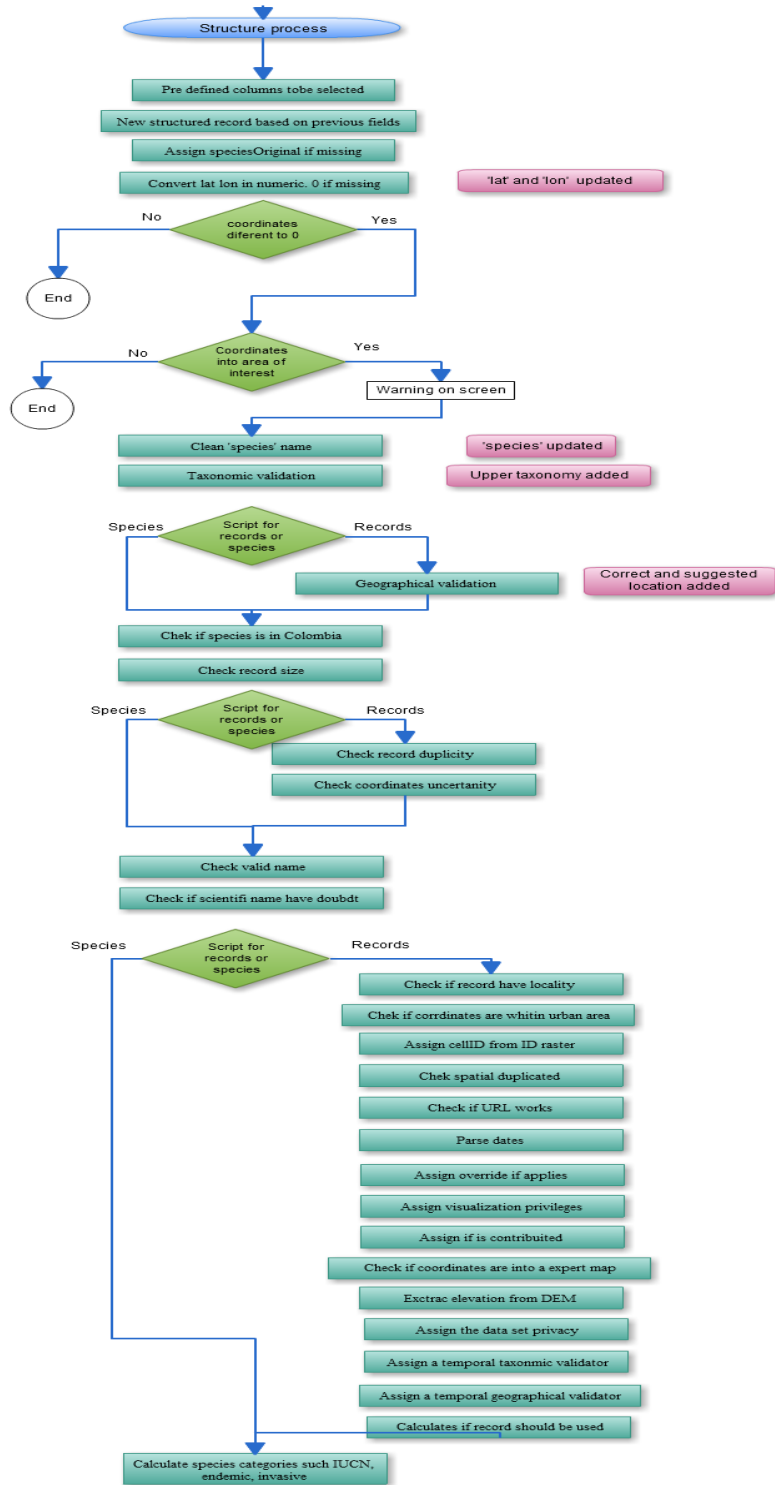 Structure process
Pre defined columns tobe selected
New structured record based on previous fields
Assign speciesOriginal if missing
Convert lat lon in numeric. 0 if missing
'lat' and 'lon' updated
No
coordinates
diferent to 0
Yes
End
No
Coordinates
into area of
interest
Yes
Warning on screen
End
Clean 'species' name
'species' updated
Taxonomic validation
Upper taxonomy added
Species
Script for
records or
species
Records
Geographical validation
Correct and suggested
location added
Chek if species is in Colombia
Check record size
Species
Script for
records or
species
Records
Check record duplicity
Check coordinates uncertanity
Check valid name
Check if scientifi name have doubdt
Species
Script for
records or
species
Records
Check if record have locality
Chek if corrdinates are whitin urban area
Assign cellID from ID raster
Chek spatial duplicated
Check if URL works
Parse dates
Assign override if applies
Assign visualization privileges
Assign if is contribuited
Check if coordinates are into a expert map
Exctrac elevation from DEM
Assign the data set privacy
Assign a temporal taxonmic validator
Assign a temporal geographical validator
Calculates if record should be used
Calculate species categories such IUCN,
endemic, invasive